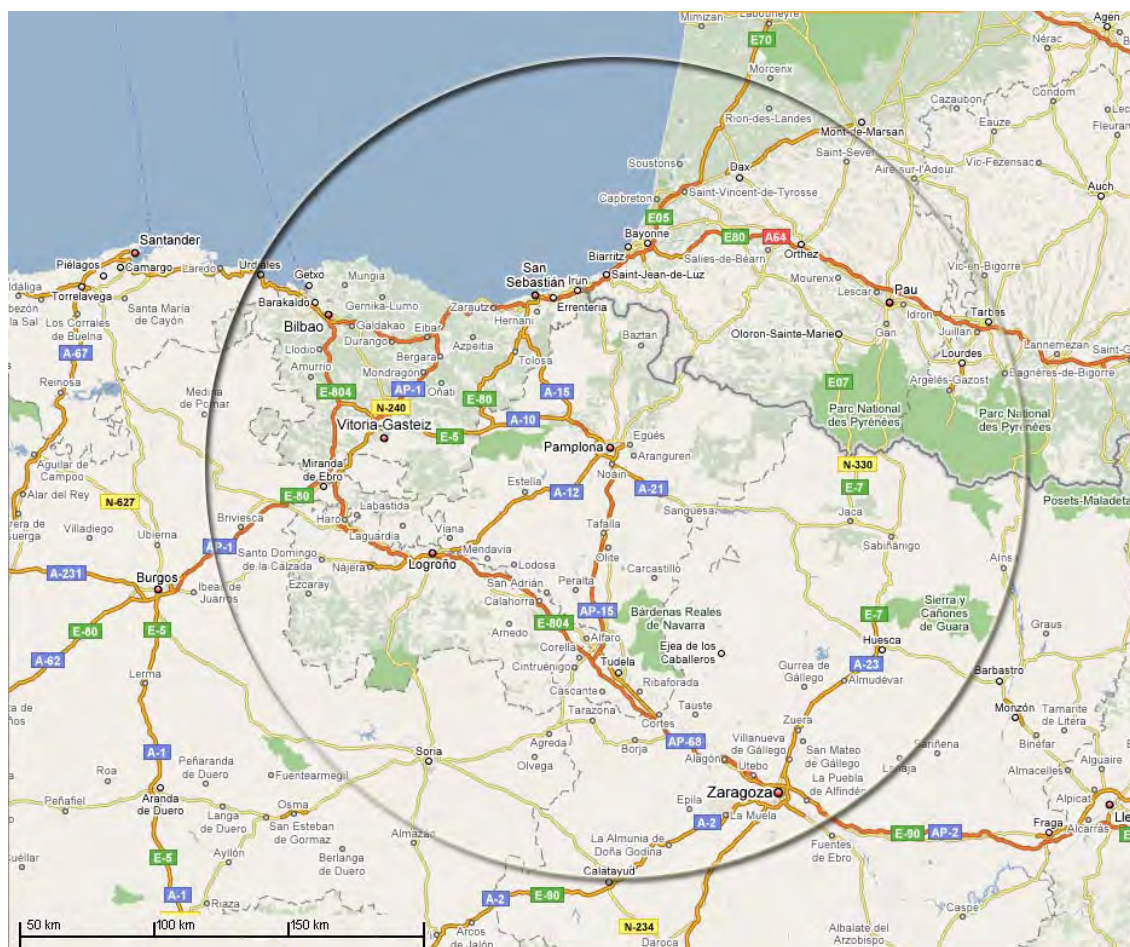 Mimizan
Labouheyre
Agen
E70
Nérac
Morcenx
Condom
Cazaubon
Rion-des-Landes
Eauze
Fleuran
Mont-de-Marsan
Soustons
Saint-Sever
Vic-Fezensac
Dax
Aire-sur-l'Adour
Auch
Capbreton
Saint-Vincent-de-Tyrosse
E05
Bayonne
E80
A64
Santander
Biarritz
Salies-de-Béarn
Orthez
Piélagos
Camargo
Laredo
Urdiales
Getxo
Mungia
San
Sebastián
Irun
Saint-Jean-de-Luz
Mourenx
Vic-en-Bigorre
Torrelavega
Santa María
de Cayón
Barakaldo
Gernika-Lumo
Zarautz
Errenteria
Lescar
Pau
Los Corrales
de Buelna
Bilbao
Galdakao
Eibar
Hernani
Idron
Tarbes
Durango
Azpeitia
Baztan
Oloron-Sainte-Marie
Gan
Juillan
A-67
Llodio
Bergara
Tolosa
Lannemezan
Amurrio
Mondragón
Lourdes
Reinosa
Medina
de Pomar
E-804
AP-1
Oñati
E-80
A-15
E07
Argelès-Gazost
Bagnères-de-Bigorre
N-240
A-10
Parc National
des Pyrénées
Parc National
des Pyrénées
Vitoria-Gasteiz
E-5
Pamplona
Egüés
Aranguren
Aguilar de
Campoo
Miranda
de Ebro
Noáin
N-330
Alar del Rey
N-627
E-80
Estella
A-12
A-21
E-7
Posets-Maladeta
Villadiego
Briviesca
Haro
Labastida
Sangüesa
Jaca
Ubierna
Laguardia
Viana
Tafalla
Sabiñánigo
AP-1
Santo Domingo
de la Calzada
Mendavia
Olite
Aíns
A-231
Nájera
Logroño
Lodosa
Burgos
Ibeas de
Juarros
Ezcaray
San Adrián
Peralta
Carcastillo
Calahorra
Sierra y
Cañones
de Guara
E-80
E-5
E-804
AP-15
Bárdenas Reales
de Navarra
E-7
Graus
Arnedo
Alfaro
Huesca
A-62
Corella
Ejea de los
Caballeros
Cintruénigo
Tudela
Gurrea de
Gállego
A-23
Barbastro
Lerma
Ribaforada
Almudévar
Cascante
Tauste
Monzón
Tamarite
de Litera
Tarazona
Cortes
Zuera
A-1
Agreda
Borja
AP-68
Villanueva
de Gállego
San Mateo
de Gállego
Sariñena
Binéfar
Soria
Peñaranda
de Duero
Olvega
Alagón
Alguaire
Roa
Fuentearmegil
Utebo
La Puebla
de Alfindén
Almacelles
Peñafiel
Aranda
de Duero
Osma
Zaragoza
Alpicat
Langa
de Duero
San Esteban
de Gormaz
Epila
A-2
La Muela
Fraga
Alcarràs
Almazán
La Almunia de
Doña Godina
E-90
AP-2
Cuéllar
Ayllón
Berlanga
de Duero
Fuentes
de Ebro
E-5
Calatayud
A-1
Riaza
A-2
E-90
Caspe
50 km
100 km
150 km
N-234
Arcos
de Jalón
Daroca
Albalate del
Arzobispo